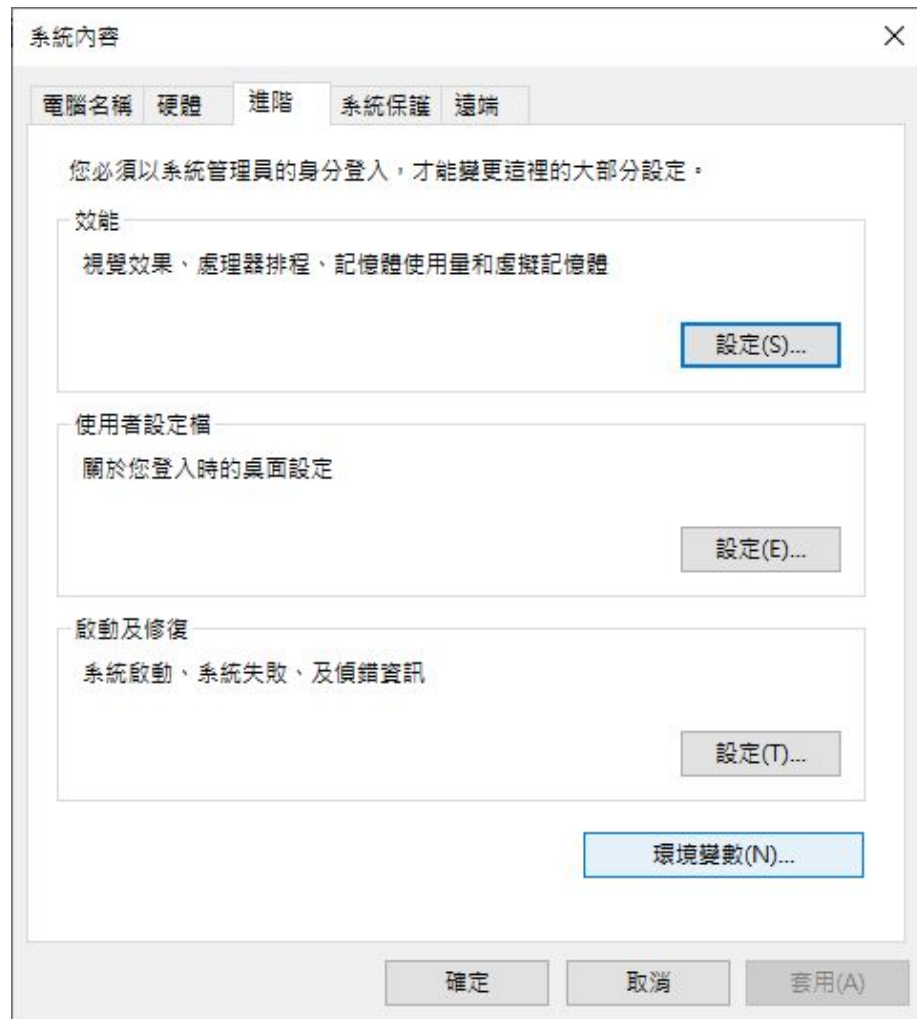 系統內容
電腦名稱 硬體 進階 系統保護 遠端
您必須以系統管理員的身分登入，才能變更這裡的大部分設定。
效能
視覺效果、處理器排程、記憶體使用量和虛擬記憶體
設定(S)...
使用者設定檔
關於您登入時的桌面設定
設定(E)...
啟動及修復
系統啟動、系統失敗、及偵錯資訊
設定(T)...
環境變數(N)...
確定 取消 套用(A)